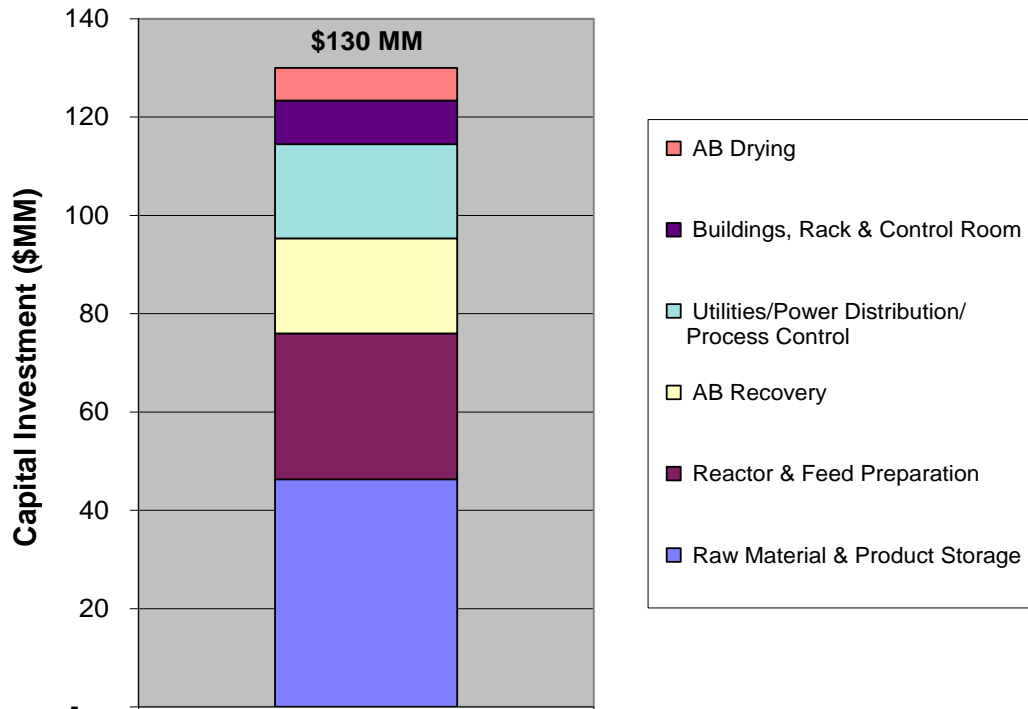 140
$130 MM
120
100
80
60
40
20
-
Capital Investment ($MM)
AB Drying
Buildings, Rack & Control Room
Utilities/Power Distribution/
Process Control
AB Recovery
Reactor & Feed Preparation
Raw Material & Product Storage